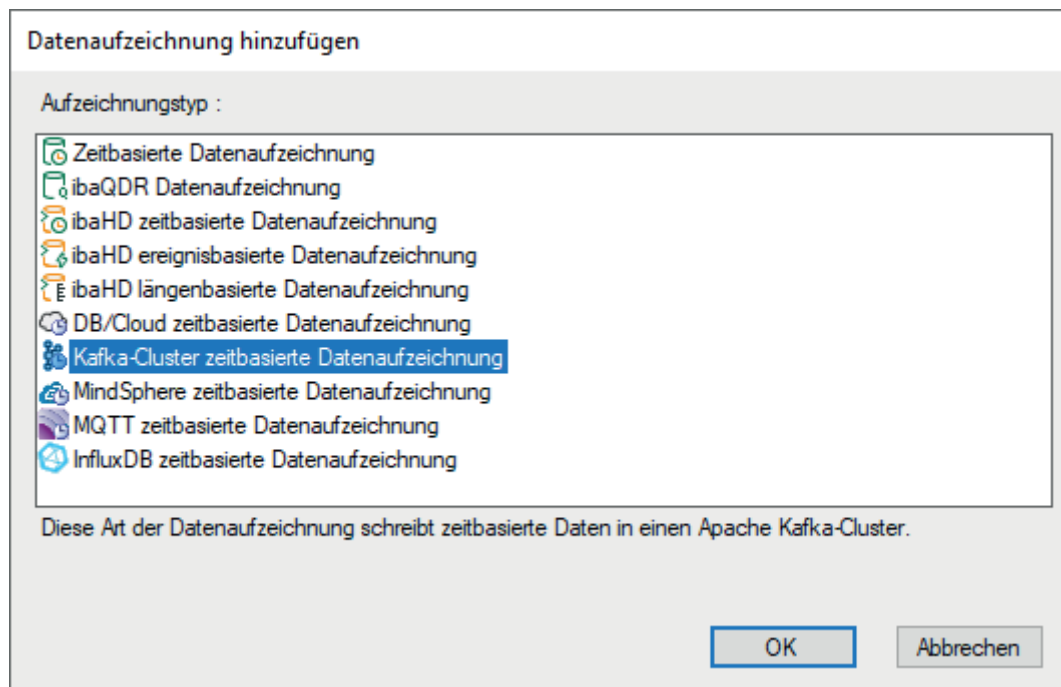 Datenaufzeichnung hinzufügen
Aufzeichnungstyp :
Zeitbasierte Datenaufzeichnung
ibaQDR Datenaufzeichnung
ibaHD zeitbasierte Datenaufzeichnung
ibaHD ereignisbasierte Datenaufzeichnung
ibaHD längenbasierte Datenaufzeichnung
DB/Cloud zeitbasierte Datenaufzeichnung
Kafka-Cluster zeitbasierte Datenaufzeichnung
MindSphere zeitbasierte Datenaufzeichnung
MQTT zeitbasierte Datenaufzeichnung
InfluxDB zeitbasierte Datenaufzeichnung
Diese Art der Datenaufzeichnung schreibt zeitbasierte Daten in einen Apache Kafka-Cluster.
OK Abbrechen